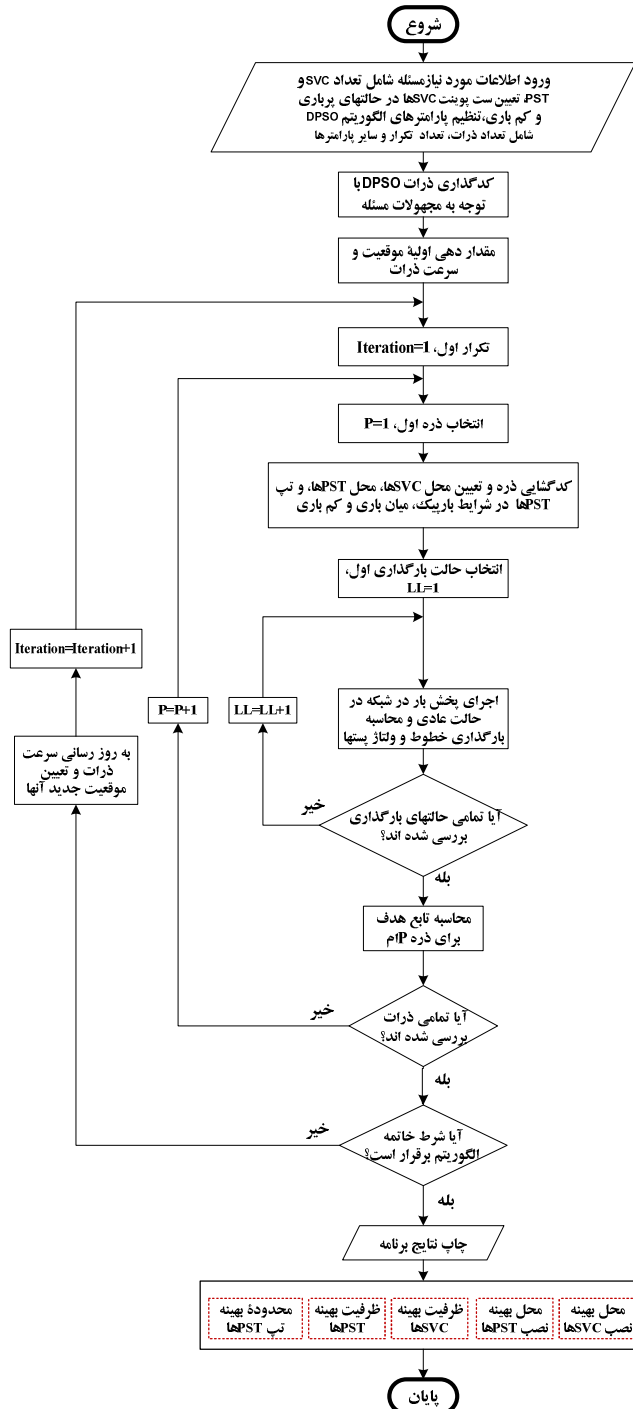 شروع
ورود اطلاعات مورد نیازمسئله شامل تعداد SVC و
PST، تعیین ست پوینت SVCها در حالتهای پرباری
و کم باری،تنظیم پارامترهای الگوریتم DPSO
شامل تعداد ذرات، تعداد تکرار و سایر پارامترها
کدگذاری ذرات DPSO با
توجه به مجهولات مسئله
مقدار دهی اولیۀ موقعیت و
سرعت ذرات
تکرار اول، Iteration=1
انتخاب ذره اول، P=1
کدگشایی ذره و تعیین محل SVCها، محل PSTها، و تپ
PSTها در شرایط بارپیک، میان باری و کم باری
انتخاب حالت بارگذاری اول،
LL=1
Iteration=Iteration+1
P=P+1
LL=LL+1
اجرای پخش بار در شبکه در
حالت عادی و محاسبه
بارگذاری خطوط و ولتاژ پستها
به روز رسانی سرعت
ذرات و تعیین
موقعیت جدید آنها
آیا تمامی حالتهای بارگذاری
بررسی شده اند؟
خیر
بله
محاسبه تابع هدف
برای ذره Pام
آیا تمامی ذرات
بررسی شده اند؟
خیر
بله
آیا شرط خاتمه
الگوریتم برقرار است؟
خیر
بله
چاپ نتایج برنامه
محل بهینه
نصب SVCها
محل بهینه
نصب PSTها
ظرفیت بهینه
SVCها
ظرفیت بهینه
PSTها
محدودۀ بهینه
تپ PSTها
پایان